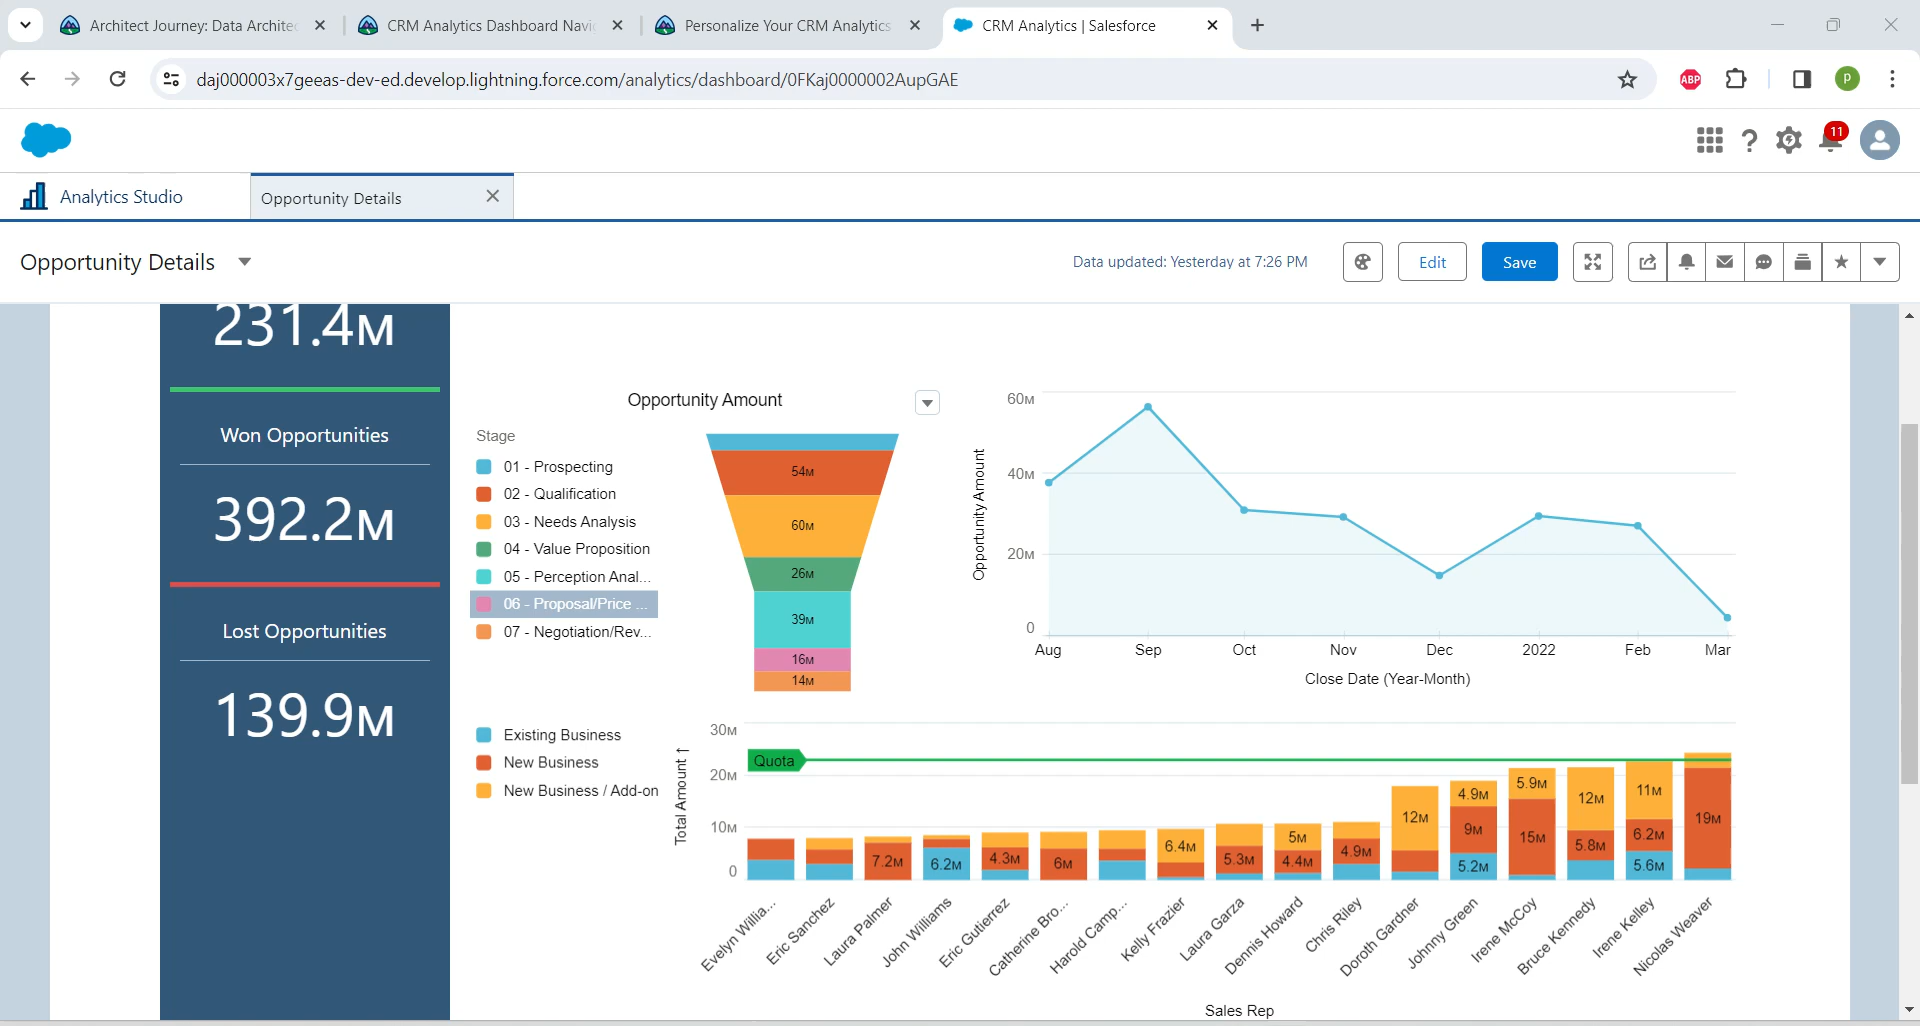 Architect Journey: Data Architec
CRM Analytics Dashboard Navi
Personalize Your CRM Analytics
CRM Analytics | Salesforce
daj000003x7geeas-dev-ed.develop.lightning.force.com/analytics/dashboard/0FKaj0000002AupGAE
ABP
P
11
Analytics Studio
Opportunity Details
Opportunity Details
Data updated: Yesterday at 7:26 PM
Edit
Save
231.4M
Won Opportunities
392.2M
Lost Opportunities
139.9M
Opportunity Amount
Stage
01 - Prospecting
02 - Qualification
03 - Needs Analysis
04 - Value Proposition
05 - Perception Anal...
06 - Proposal/Price ...
07 - Negotiation/Rev...
54M
60M
26M
39M
16M
14M
Opportunity Amount
60M
40M
20M
0
Aug Sep Oct Nov Dec 2022 Feb Mar
Close Date (Year-Month)
Existing Business
New Business
New Business / Add-on
Total Amount ↑
30M
20M
10M
0
Quota
7.2M
6.2M
4.3M
6M
6.4M
5.3M
5M
4.4M
4.9M
12M
4.9M
9M
5.2M
5.9M
15M
12M
5.8M
11M
6.2M
5.6M
19M
Evelyn Willia...
Eric Sanchez
Laura Palmer
John Williams
Eric Gutierrez
Catherine Bro...
Harold Camp...
Kelly Frazier
Laura Garza
Dennis Howard
Chris Riley
Doroth Gardner
Johnny Green
Irene McCoy
Bruce Kennedy
Irene Kelley
Nicolas Weaver
Sales Rep